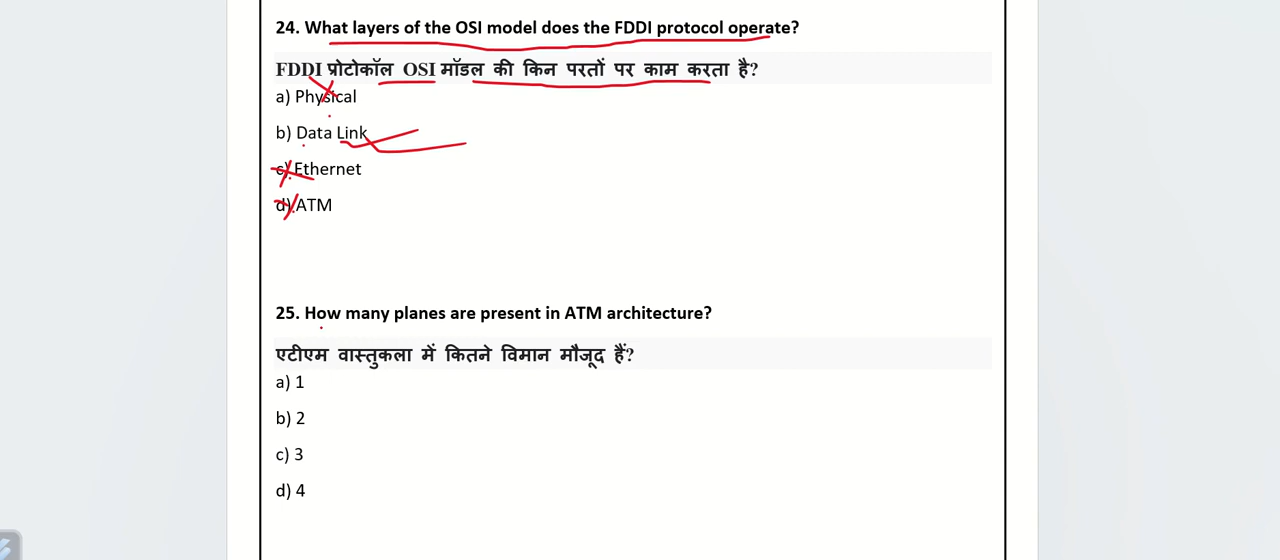 24. What layers of the OSI model does the FDDI protocol operate?
FDDI प्रोटोकॉल OSI मॉडल की किन परतों पर काम करता है?
a) Physical
b) Data Link
c) Ethernet
d) ATM
25. How many planes are present in ATM architecture?
एटीएम वास्तुकला में कितने विमान मौजूद हैं?
a) 1
b) 2
c) 3
d) 4